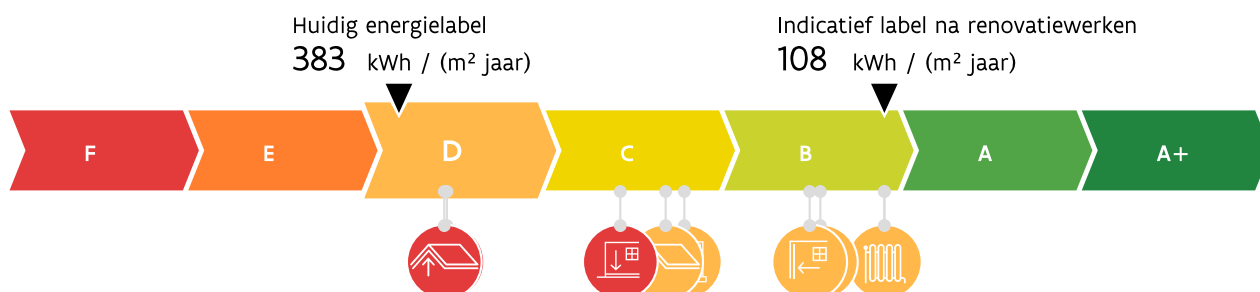 Huidig energielabel
383 kWh / (m² jaar)
Indicatief label na renovatiewerken
108 kWh / (m² jaar)
F E D C B A A+